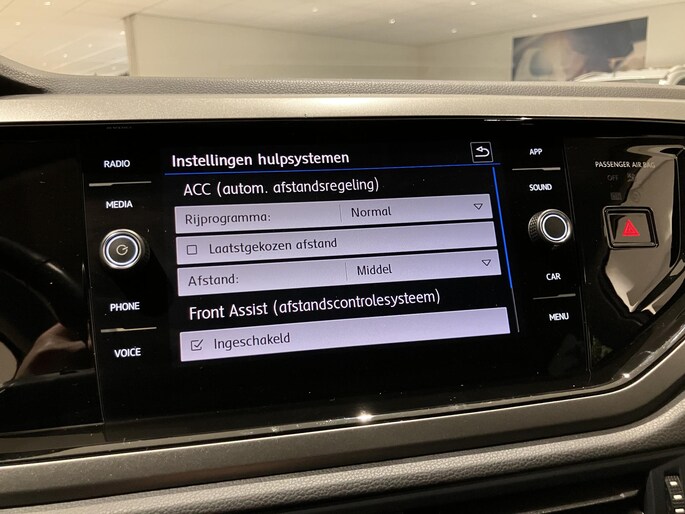 Instellingen hulpsystemen
ACC (autom. afstandsregeling)
Rijprogramma: Normal
Laatstgekozen afstand
Afstand: Middel
Front Assist (afstandscontrolesysteem)
Ingeschakeld
RADIO
MEDIA
PHONE
VOICE
APP
SOUND
CAR
MENU
PASSENGER AIR BAG
OFF